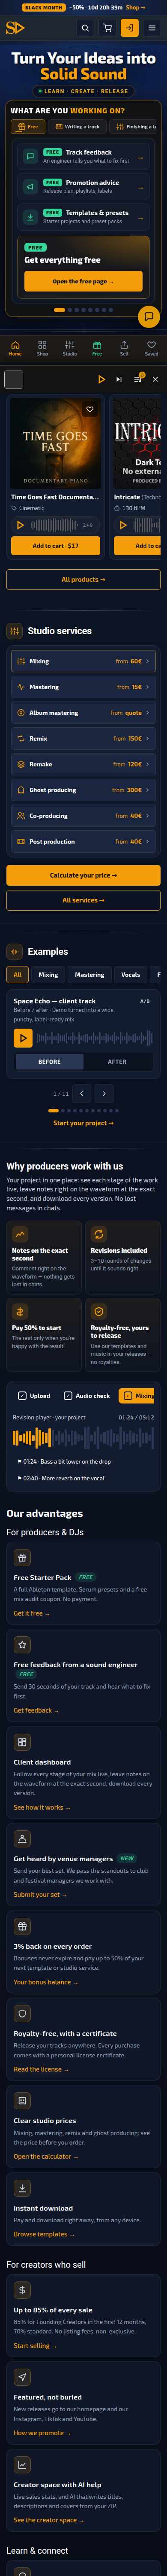 BLACK MONTH -50% · 10d 20h 39m Shop →
Turn Your Ideas into
Solid Sound
LEARN · CREATE · RELEASE
WHAT ARE YOU WORKING ON?
Free
Writing a track
Finishing a tr
FREE Track feedback
An engineer tells you what to fix first
→
FREE Promotion advice
Release plan, playlists, labels
→
FREE Templates & presets
Starter projects and preset packs
→
FREE
Get everything free
Open the free page →
Home
Shop
Studio
Free
Sell
Saved
TIME GOES
FAST
DOCUMENTARY PIANO
Time Goes Fast Documenta...
Cinematic
2:40
Add to cart · $17
INTRIC
Dark Te
No externa
PRODUCED B
Intricate (Techno
130 BPM
Add to ca
All products →
Studio services
Mixing from 60€ >
Mastering from 15€ >
Album mastering from quote >
Remix from 150€ >
Remake from 120€ >
Ghost producing from 300€ >
Co-producing from 40€ >
Post production from 40€ >
Calculate your price →
All services →
Examples
All
Mixing
Mastering
Vocals
Space Echo — client track A/B
Before / after · Demo turned into a wide,
punchy, label-ready mix
BEFORE
AFTER
1 / 11
Start your project →
Why producers work with us
Your project in one place: see each stage of the work
live, leave notes right on the waveform at the exact
second, and download every version. No lost
messages in chats.
Notes on the exact
second
Comment right on the
waveform — nothing gets
lost in chats.
Revisions included
3–10 rounds of changes
until it sounds right.
Pay 50% to start
The rest only when you're
happy with the result.
Royalty-free, yours
to release
Use our templates and
music in your releases —
no royalties.
Upload
Audio check
Mixing
Revision player · your project 01:24 / 05:12
01:24 · Bass a bit lower on the drop
02:40 · More reverb on the vocal
Our advantages
For producers & DJs
Free Starter Pack FREE
A full Ableton template, Serum presets and a free
mix audit coupon. No payment.
Get it free →
Free feedback from a sound engineer
FREE
Send 30 seconds of your track and hear what to fix
first.
Get feedback →
Client dashboard
Follow every stage of your mix live, leave notes on
the waveform at the exact second, download every
version.
See how it works →
Get heard by venue managers NEW
Send your best set. We pass the standouts to club
and festival managers we work with.
Submit your set →
3% back on every order
Bonuses never expire and pay up to 50% of your
next template or studio service.
Your bonus balance →
Royalty-free, with a certificate
Release your tracks anywhere. Every purchase
comes with a personal license certificate.
Read the license →
Clear studio prices
Mixing, mastering, remix and ghost producing: see
the price before you order.
Open the calculator →
Instant download
Pay and download right away, from any device.
Browse templates →
For creators who sell
Up to 85% of every sale
85% for Founding Creators in the first 12 months,
70% standard. No listing fees, non-exclusive.
Start selling →
Featured, not buried
New releases go to our homepage and our
Instagram, TikTok and YouTube.
How we promote →
Creator space with AI help
Live sales stats, and AI that writes titles,
descriptions and covers from your ZIP.
See the creator space →
Learn & connect